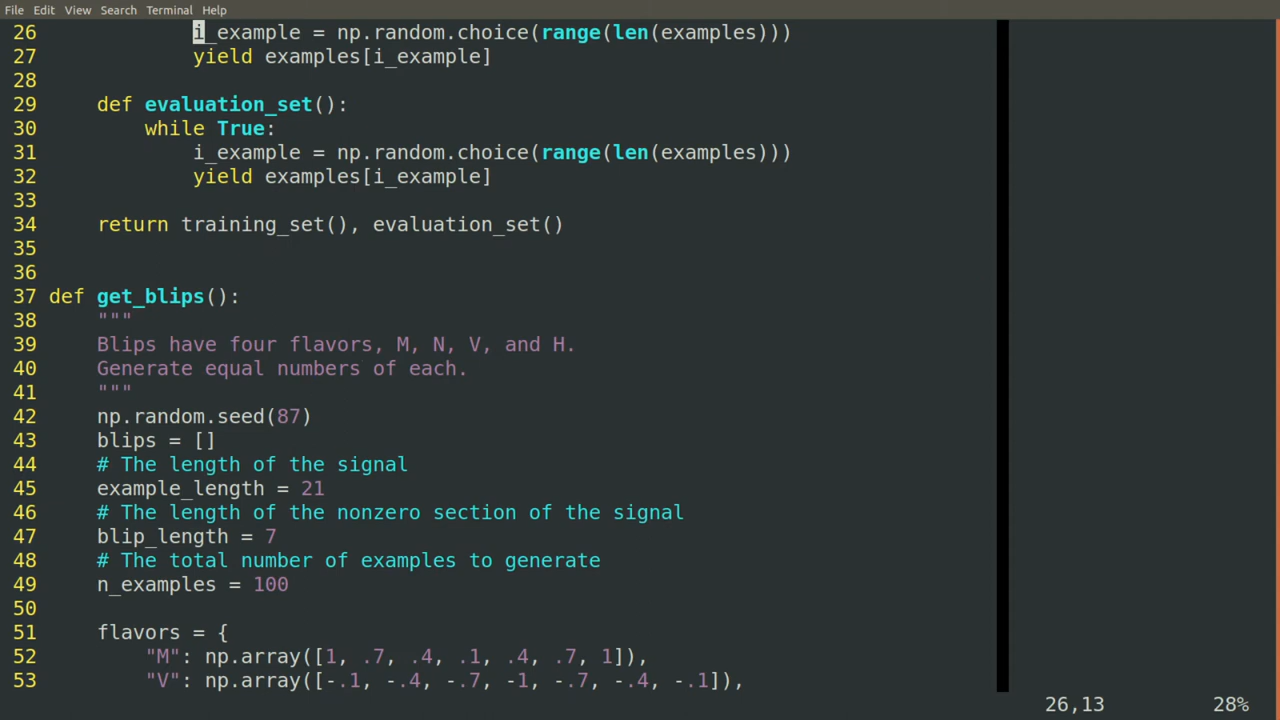 File Edit View Search Terminal Help
26 i_example = np.random.choice(range(len(examples)))
27 yield examples[i_example]
28
29 def evaluation_set():
30 while True:
31 i_example = np.random.choice(range(len(examples)))
32 yield examples[i_example]
33
34 return training_set(), evaluation_set()
35
36
37 def get_blips():
38 """
39 Blips have four flavors, M, N, V, and H.
40 Generate equal numbers of each.
41 """
42 np.random.seed(87)
43 blips = []
44 # The length of the signal
45 example_length = 21
46 # The length of the nonzero section of the signal
47 blip_length = 7
48 # The total number of examples to generate
49 n_examples = 100
50
51 flavors = {
52 "M": np.array([1, .7, .4, .1, .4, .7, 1]),
53 "V": np.array([-.1, -.4, -.7, -1, -.7, -.4, -.1]),
26,13 28%